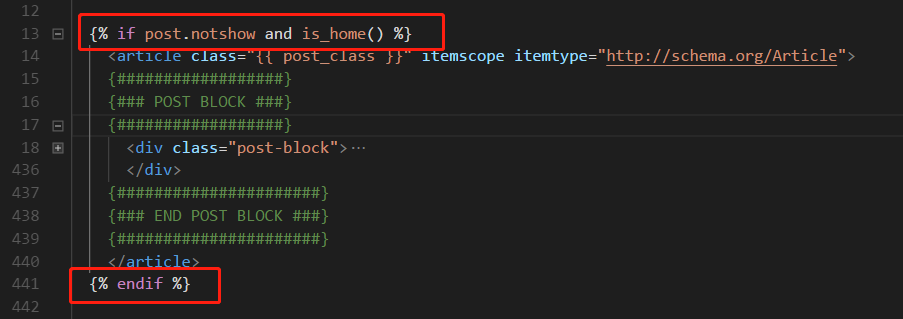 12
13 {% if post.notshow and is_home() %}
14 <article class="{{ post_class }}" itemscope itemtype="http://schema.org/Article">
15 {##################}
16 {### POST BLOCK ###}
17 {##################}
18 <div class="post-block">…
436 </div>
437 {######################}
438 {### END POST BLOCK ###}
439 {######################}
440 </article>
441 {% endif %}
442